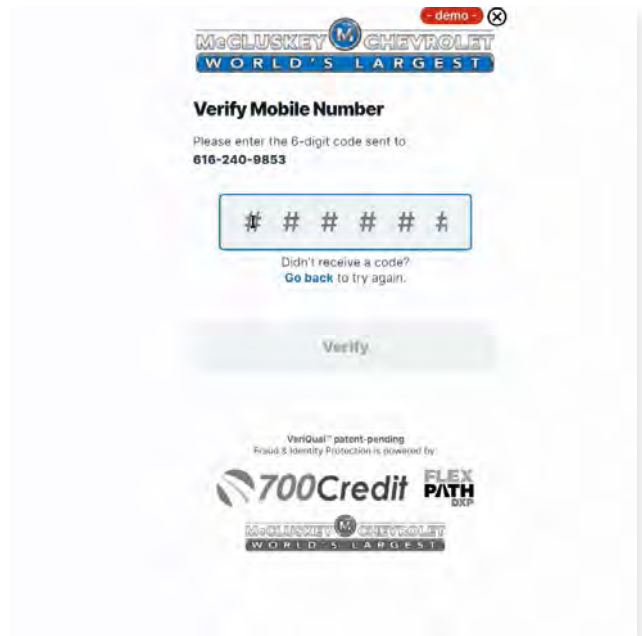 - demo -
McCLUSKEY M CHEVROLET
WORLD'S LARGEST
Verify Mobile Number
Please enter the 6-digit code sent to
616-240-9853
# # # # # #
Didn't receive a code?
Go back to try again.
Verify
VeriQual™ patent-pending
Fraud & Identity Protection is powered by:
700Credit FLEX PATH DXP
McCLUSKEY M CHEVROLET
WORLD'S LARGEST